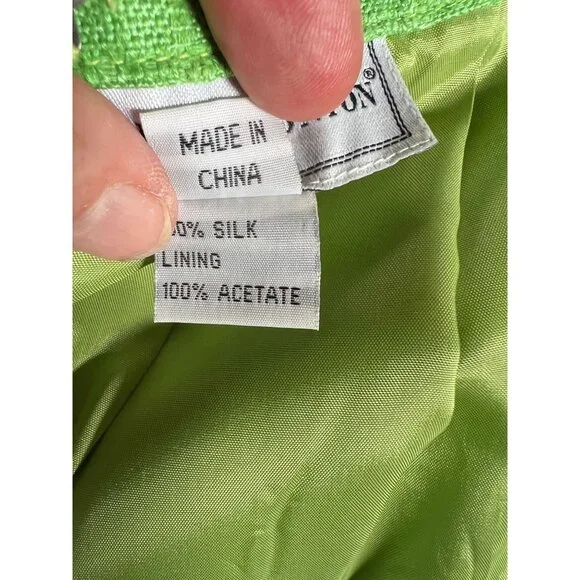 MADE IN
CHINA
SILK
LINING
100% ACETATE